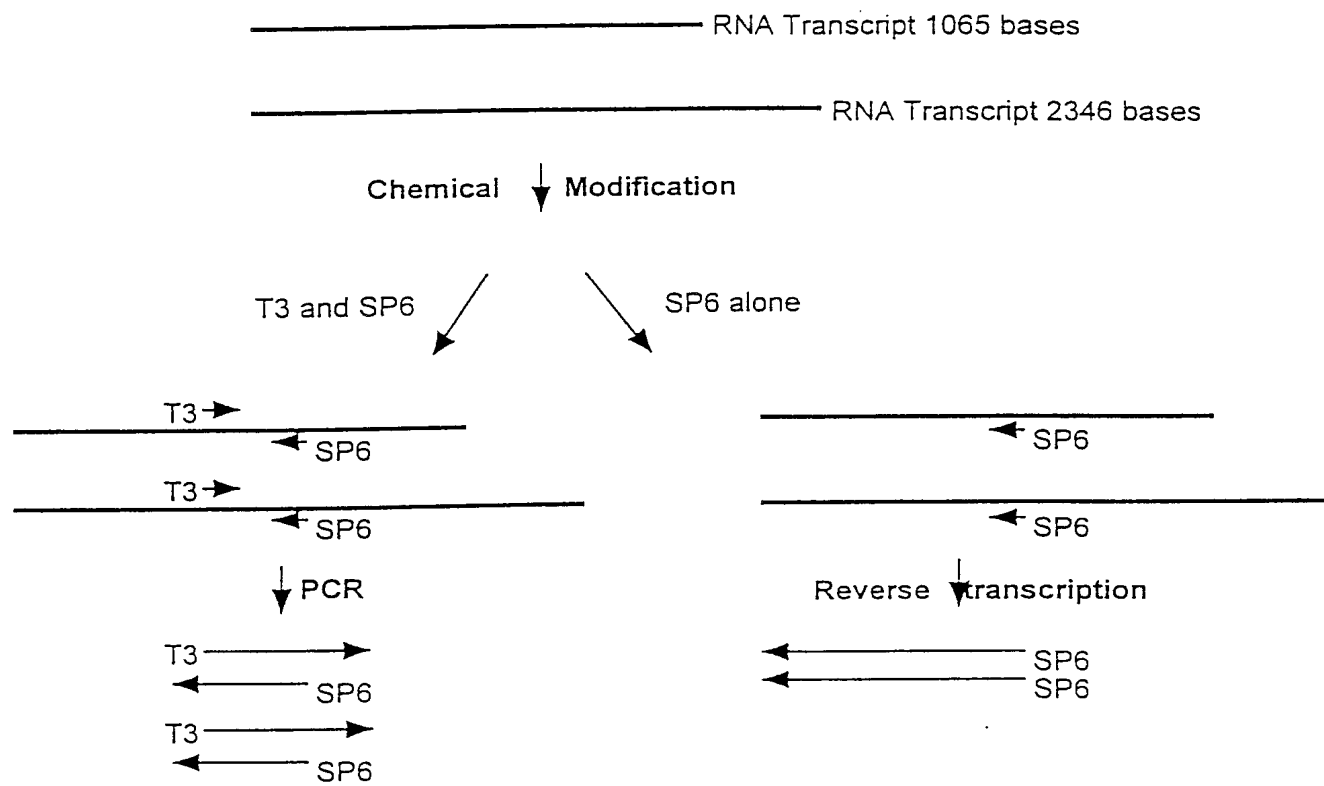 RNA Transcript 1065 bases
RNA Transcript 2346 bases
Chemical Modification
T3 and SP6
SP6 alone
T3
SP6
T3
SP6
SP6
SP6
PCR
Reverse transcription
T3
SP6
T3
SP6
SP6
SP6